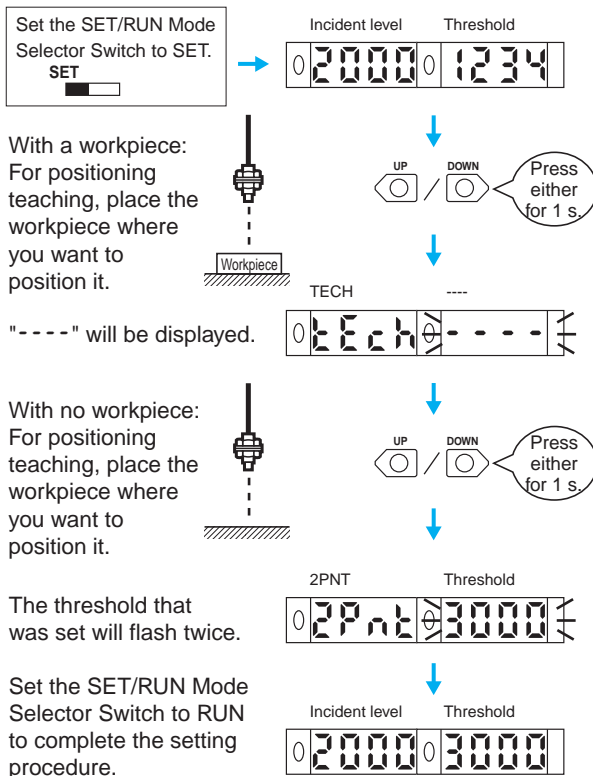 Set the SET/RUN Mode
Selector Switch to SET.
SET
Incident level Threshold
2000 1234
With a workpiece:
For positioning
teaching, place the
workpiece where
you want to
position it.
Workpiece
UP / DOWN
Press
either
for 1 s.
TECH ----
"----" will be displayed.
tEch ----
With no workpiece:
For positioning
teaching, place the
workpiece where
you want to
position it.
UP / DOWN
Press
either
for 1 s.
2PNT Threshold
The threshold that
was set will flash twice.
2Pnt 3000
Set the SET/RUN Mode
Selector Switch to RUN
to complete the setting
procedure.
Incident level Threshold
2000 3000